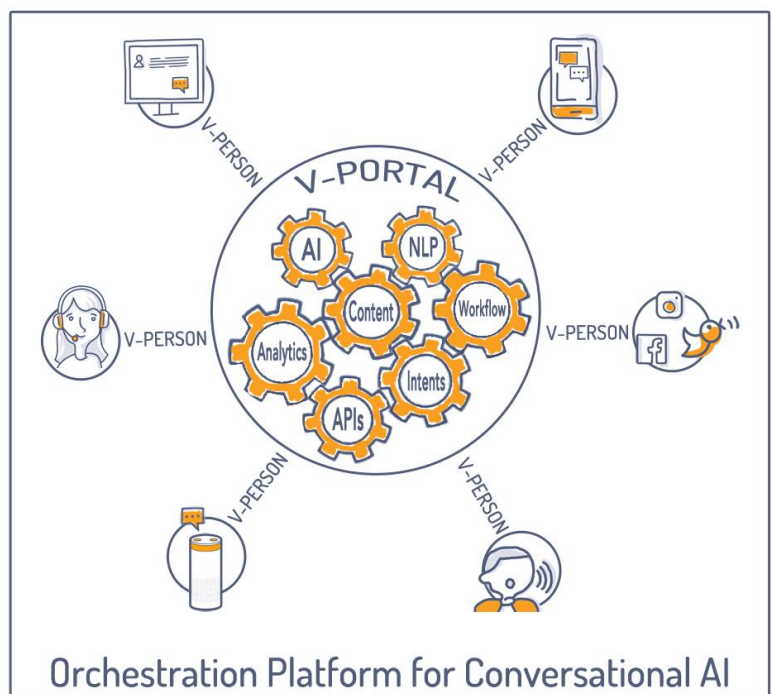 V-PERSON
V-PERSON
V-PORTAL
AI
NLP
Content
Workflow
V-PERSON
V-PERSON
Analytics
Intents
APIs
V-PERSON
V-PERSON
Orchestration Platform for Conversational AI